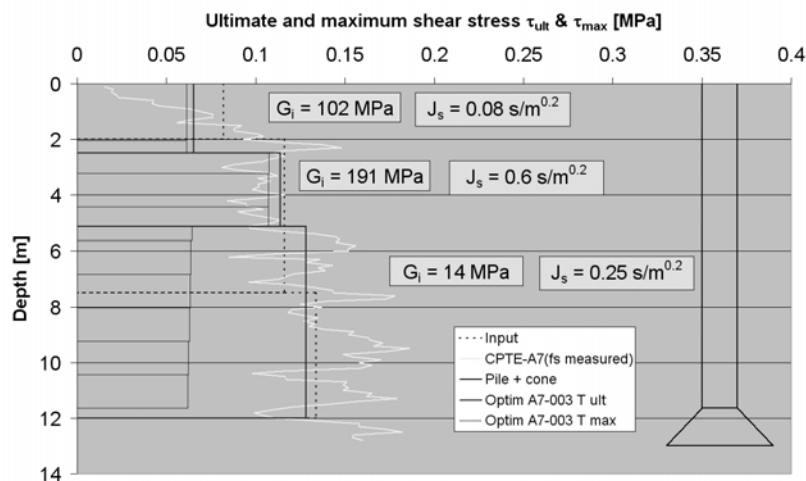 Ultimate and maximum shear stress τult & τmax [MPa]
0 0.05 0.1 0.15 0.2 0.25 0.3 0.35 0.4
Depth [m]
0
2
4
6
8
10
12
14
Gi = 102 MPa
Js = 0.08 s/m^0.2
Gi = 191 MPa
Js = 0.6 s/m^0.2
Gi = 14 MPa
Js = 0.25 s/m^0.2
Input
CPTE-A7(fs measured)
Pile + cone
Optim A7-003 T ult
Optim A7-003 T max